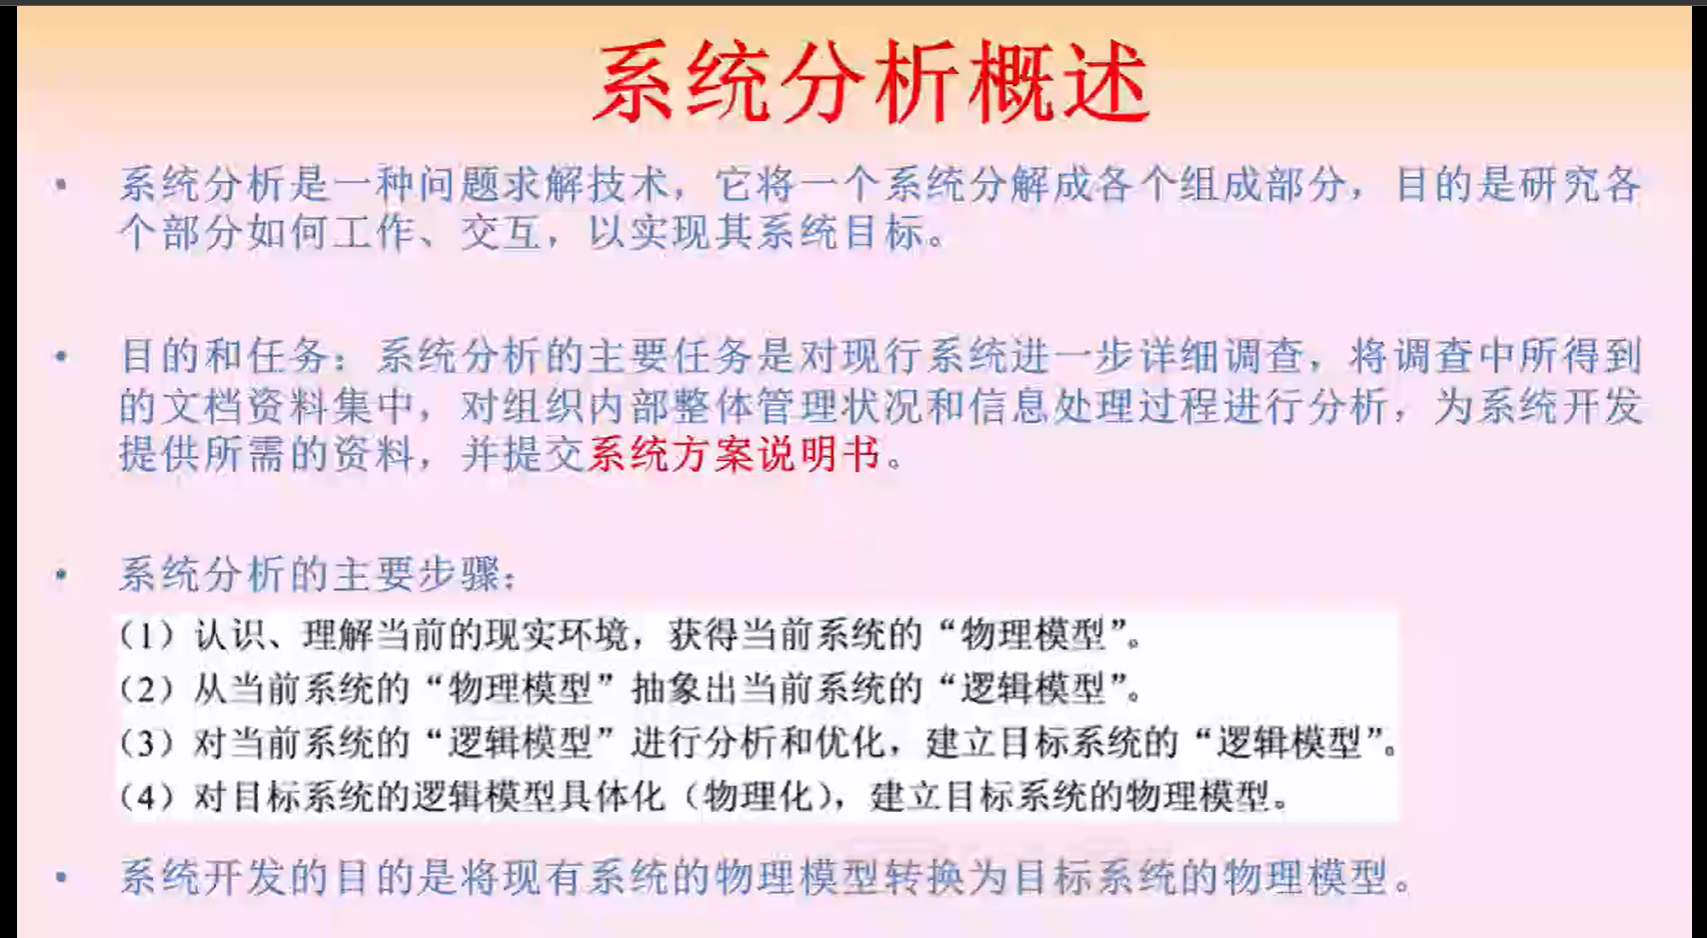 系统分析概述
• 系统分析是一种问题求解技术，它将一个系统分解成各个组成部分，目的是研究各
个部分如何工作、交互，以实现其系统目标。
• 目的和任务：系统分析的主要任务是对现行系统进一步详细调查，将调查中所得到
的文档资料集中，对组织内部整体管理状况和信息处理过程进行分析，为系统开发
提供所需的资料，并提交系统方案说明书。
• 系统分析的主要步骤：
（1）认识、理解当前的现实环境，获得当前系统的“物理模型”。
（2）从当前系统的“物理模型”抽象出当前系统的“逻辑模型”。
（3）对当前系统的“逻辑模型”进行分析和优化，建立目标系统的“逻辑模型”。
（4）对目标系统的逻辑模型具体化（物理化），建立目标系统的物理模型。
• 系统开发的目的是将现有系统的物理模型转换为目标系统的物理模型。